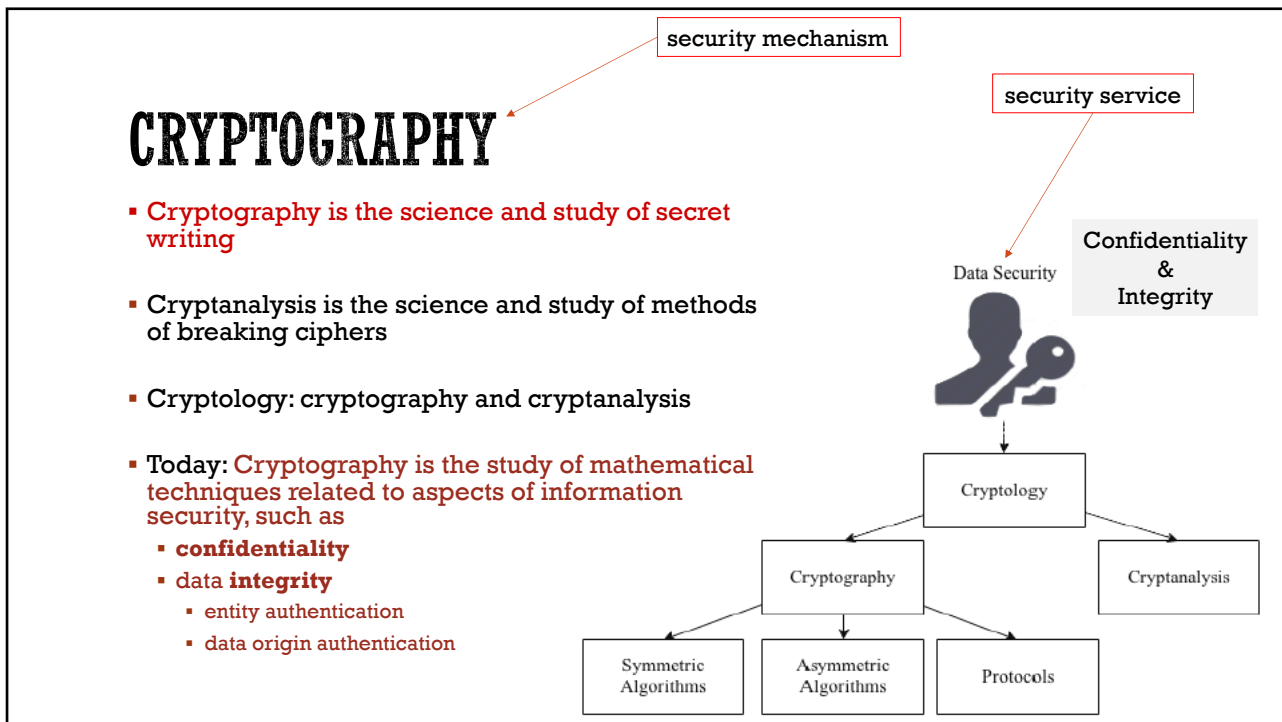 security mechanism
security service
CRYPTOGRAPHY
▪ Cryptography is the science and study of secret
writing
▪ Cryptanalysis is the science and study of methods
of breaking ciphers
▪ Cryptology: cryptography and cryptanalysis
▪ Today: Cryptography is the study of mathematical
techniques related to aspects of information
security, such as
▪ confidentiality
▪ data integrity
▪ entity authentication
▪ data origin authentication
Confidentiality
&
Integrity
Data Security
Cryptology
Cryptography
Cryptanalysis
Symmetric
Algorithms
Asymmetric
Algorithms
Protocols